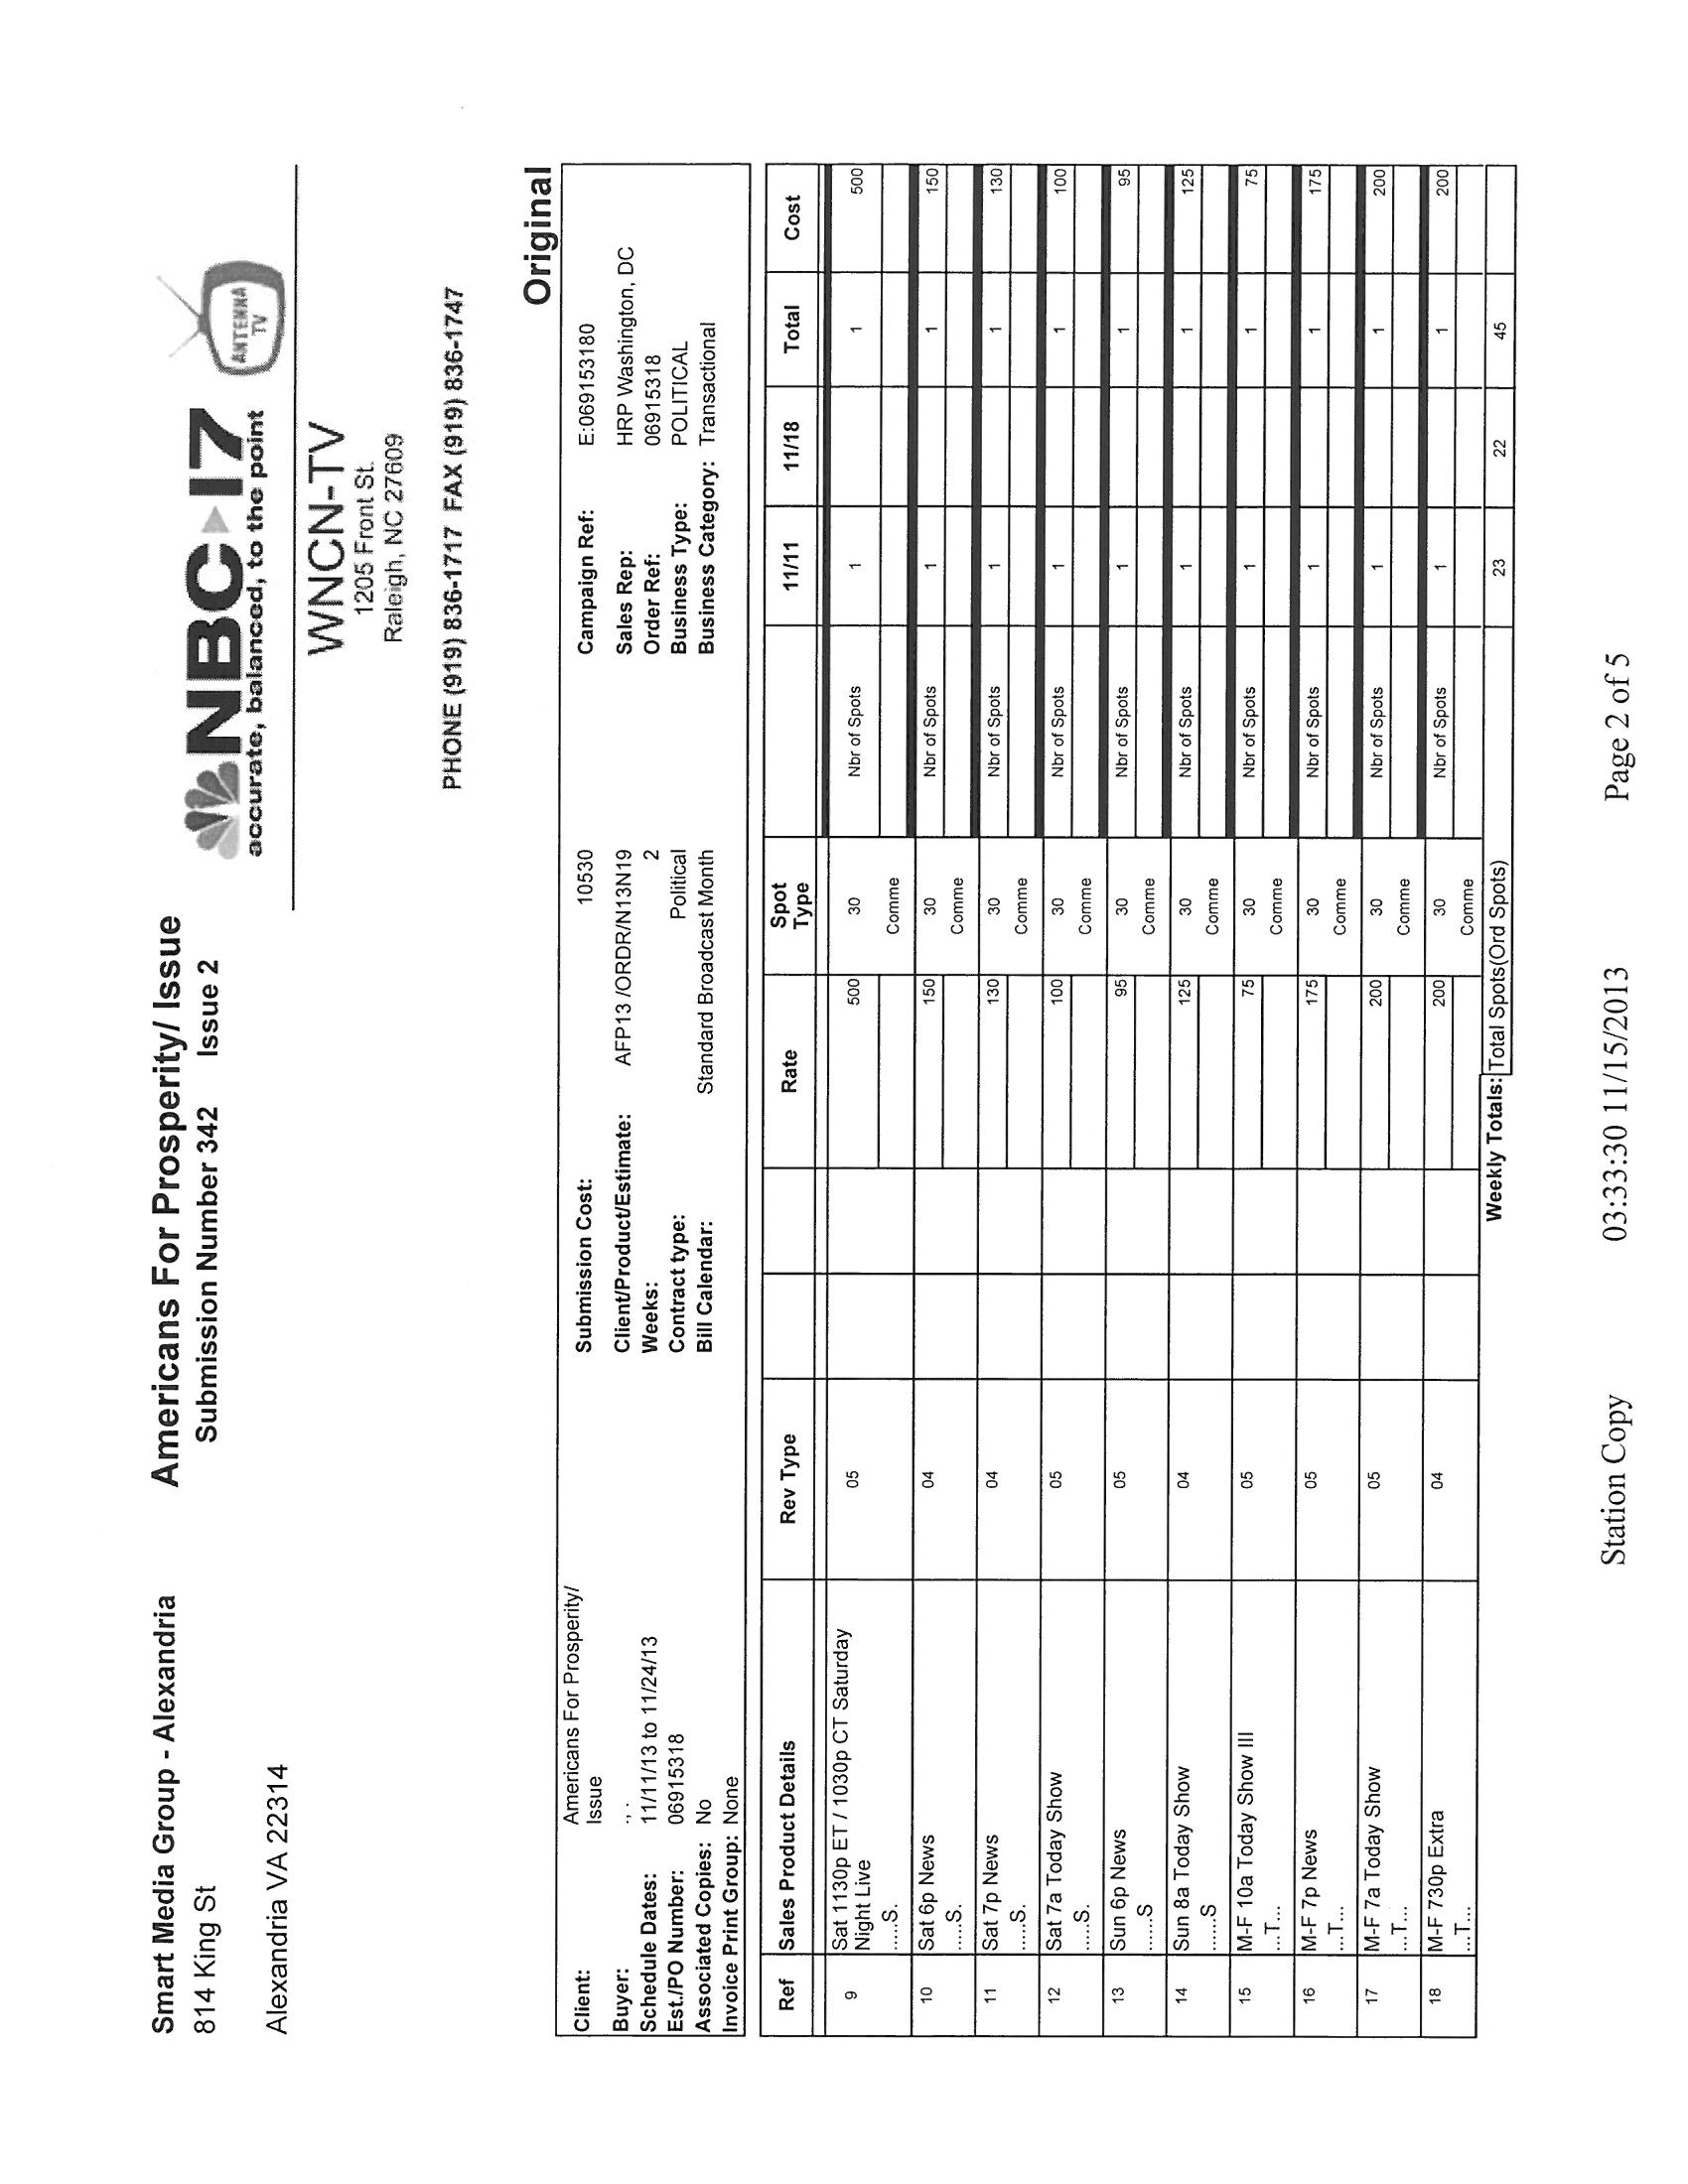 Smart Media Group - Alexandria
814 King St
Alexandria VA 22314
Americans For Prosperity/ Issue
Submission Number 342 Issue 2
NBC 17
accurate, balanced, to the point
ANTENNA
TV
WNCN-TV
1205 Front St.
Raleigh, NC 27609
PHONE (919) 836-1717 FAX (919) 836-1747
Original
Client: Americans For Prosperity/ Issue Submission Cost: 10530 Campaign Ref: E:069153180
Buyer: ., . Client/Product/Estimate: AFP13 /ORDR/N13N19 Sales Rep: HRP Washington, DC
Schedule Dates: 11/11/13 to 11/24/13 Weeks: 2 Order Ref: 06915318
Est./PO Number: 06915318 Contract type: Political Business Type: POLITICAL
Associated Copies: No Bill Calendar: Standard Broadcast Month Business Category: Transactional
Invoice Print Group: None
Ref Sales Product Details Rev Type Rate Spot Type 11/11 11/18 Total Cost
9 Sat 1130p ET / 1030p CT Saturday 05 500 30 Nbr of Spots 1 1 500
Night Live
.....S. Comme
10 Sat 6p News 04 150 30 Nbr of Spots 1 1 150
.....S. Comme
11 Sat 7p News 04 130 30 Nbr of Spots 1 1 130
.....S. Comme
12 Sat 7a Today Show 05 100 30 Nbr of Spots 1 1 100
.....S. Comme
13 Sun 6p News 05 95 30 Nbr of Spots 1 1 95
......S Comme
14 Sun 8a Today Show 04 125 30 Nbr of Spots 1 1 125
......S Comme
15 M-F 10a Today Show III 05 75 30 Nbr of Spots 1 1 75
...T... Comme
16 M-F 7p News 05 175 30 Nbr of Spots 1 1 175
...T... Comme
17 M-F 7a Today Show 05 200 30 Nbr of Spots 1 1 200
...T... Comme
18 M-F 730p Extra 04 200 30 Nbr of Spots 1 1 200
...T... Comme
Weekly Totals: Total Spots(Ord Spots) 23 22 45
Station Copy 03:33:30 11/15/2013 Page 2 of 5